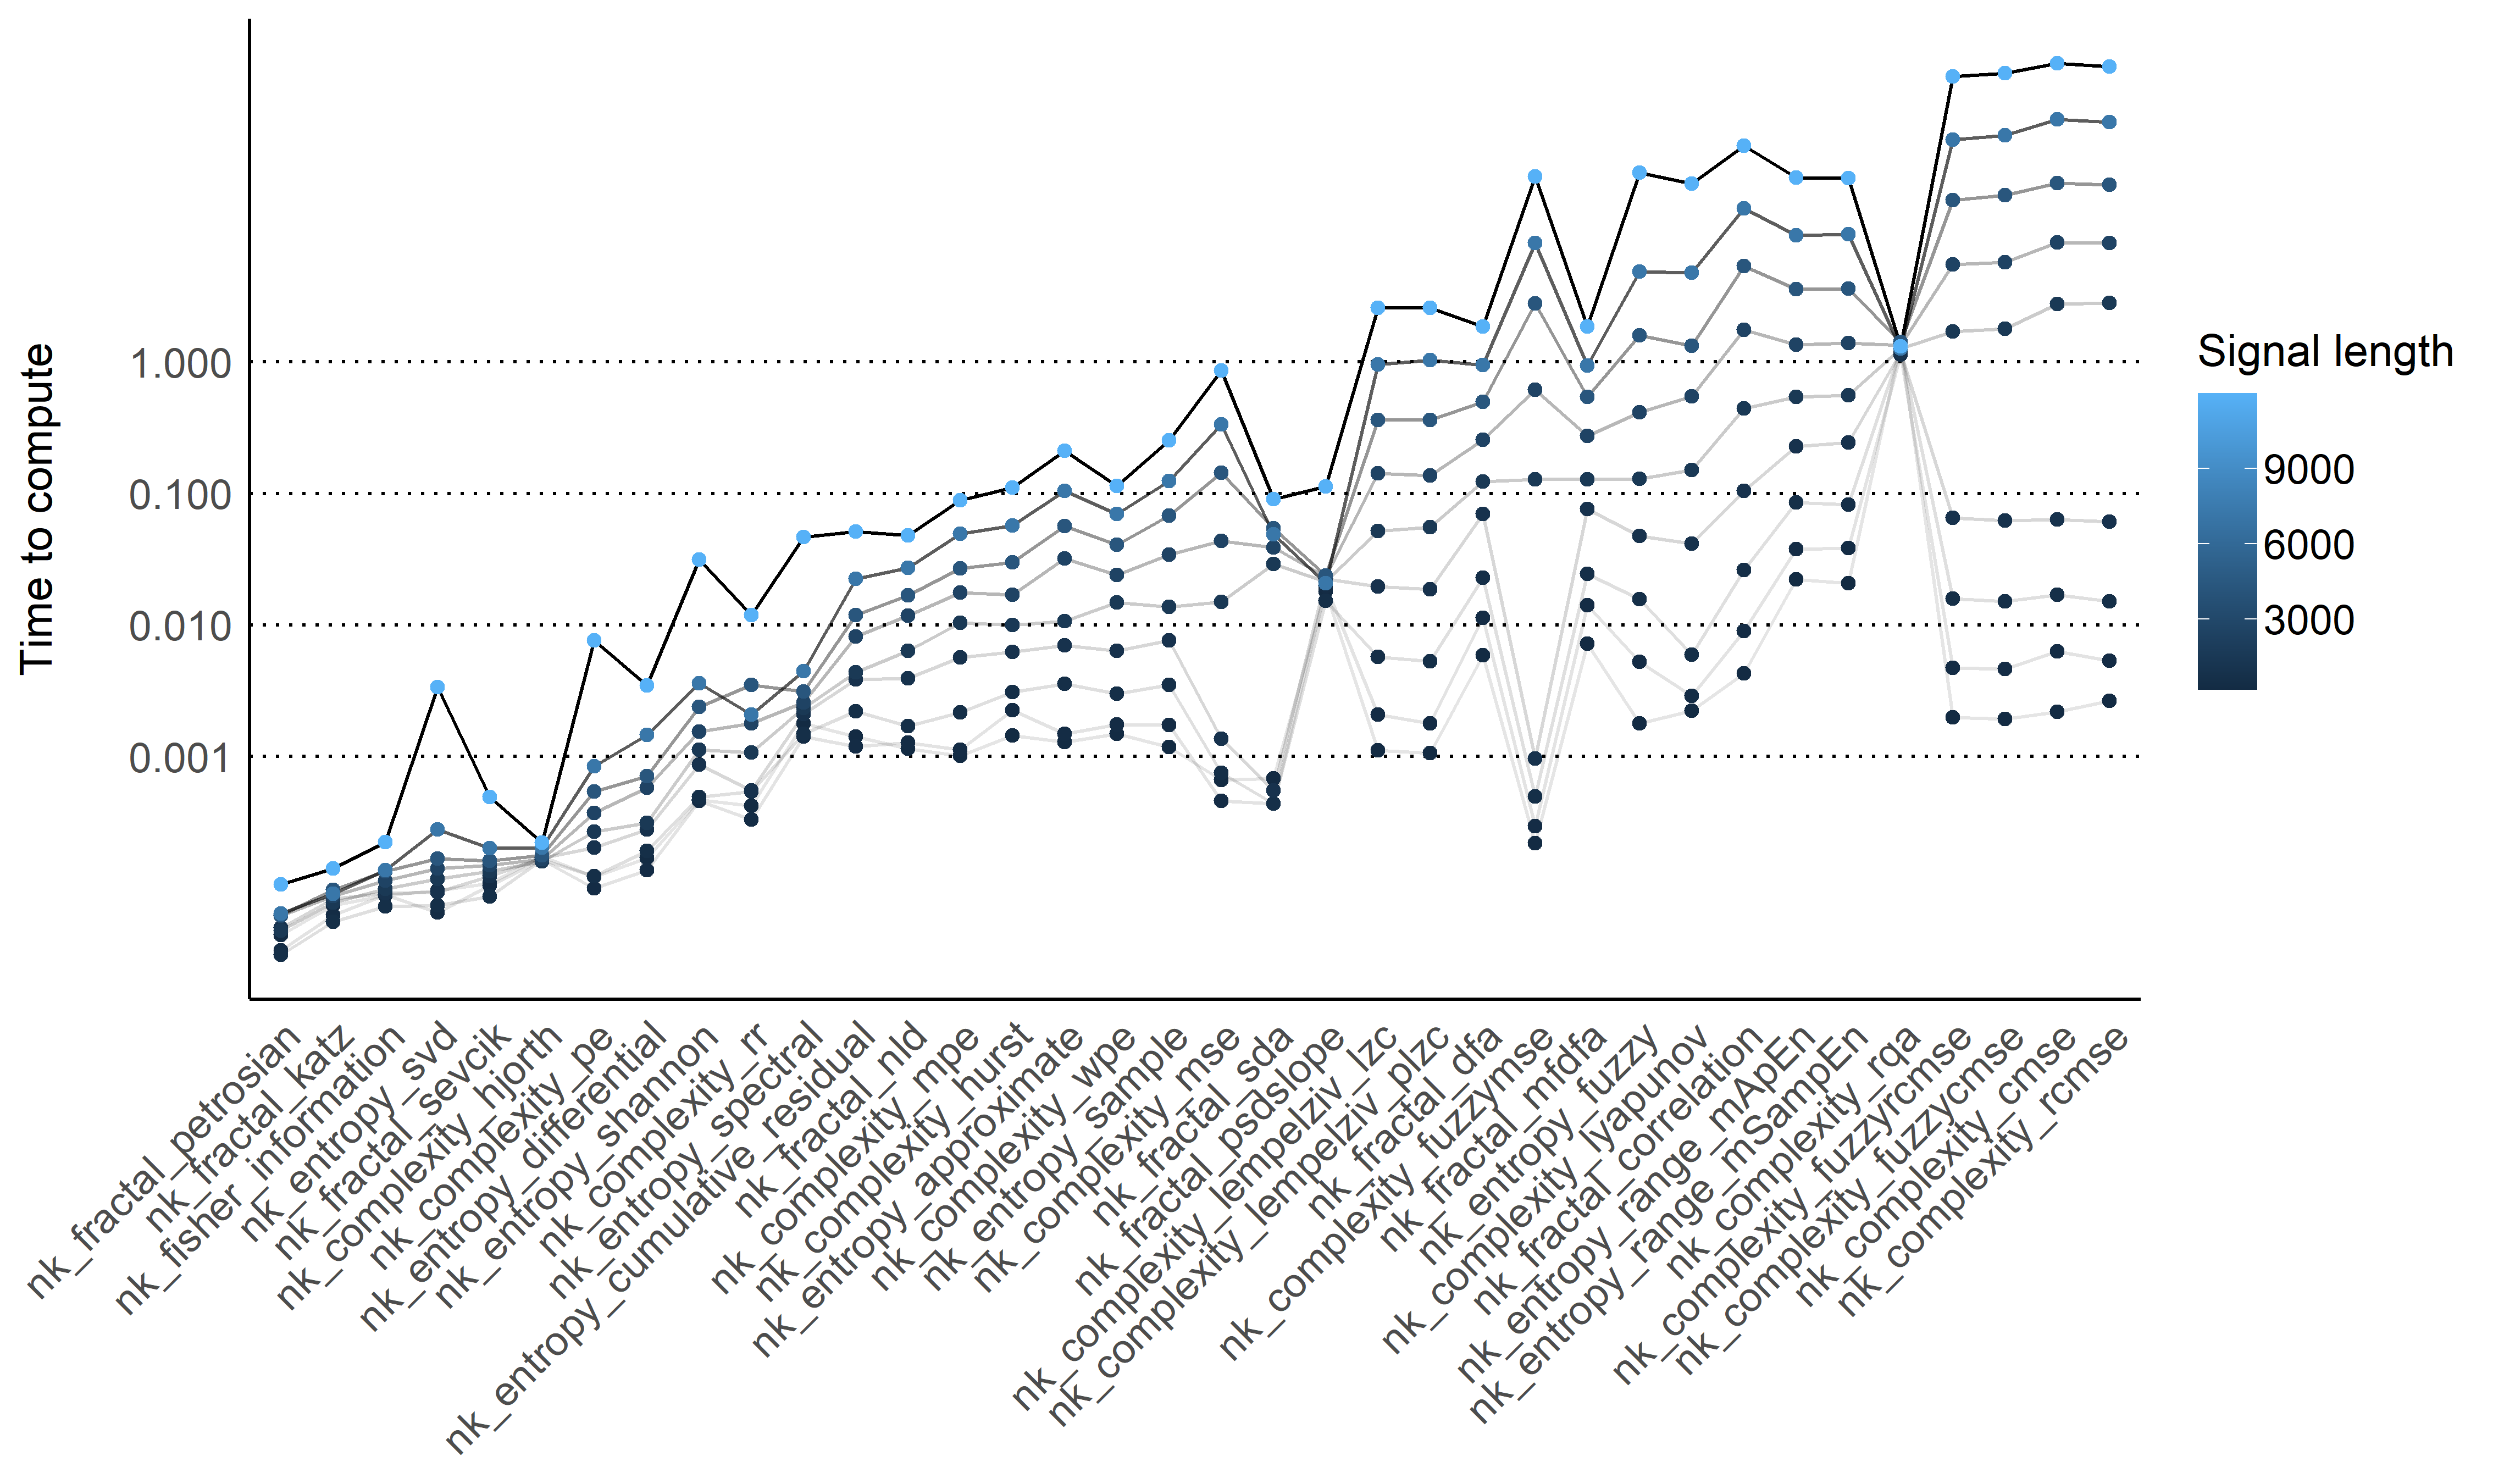 Time to compute
1.000
0.100
0.010
0.001
nk_fractal_petrosian
nk_fractal_katz
nk_fisher_information
nk_entropy_svd
nk_fractal_sevcik
nk_complexity_hjorth
nk_complexity_pe
nk_entropy_differential
nk_entropy_shannon
nk_complexity_rr
nk_entropy_spectral
nk_entropy_cumulative_residual
nk_fractal_nld
nk_complexity_mpe
nk_complexity_hurst
nk_entropy_approximate
nk_complexity_wpe
nk_entropy_sample
nk_complexity_mse
nk_fractal_sda
nk_fractal_psdslope
nk_complexity_lempelziv_lzc
nk_complexity_lempelziv_plzc
nk_fractal_dfa
nk_complexity_fuzzymse
nk_fractal_mfdfa
nk_entropy_fuzzy
nk_complexity_lyapunov
nk_fractal_correlation
nk_entropy_range_mApEn
nk_entropy_range_mSampEn
nk_complexity_rqa
nk_complexity_fuzzyrcmse
nk_complexity_fuzzycmse
nk_complexity_cmse
nk_complexity_rcmse
Signal length
9000
6000
3000